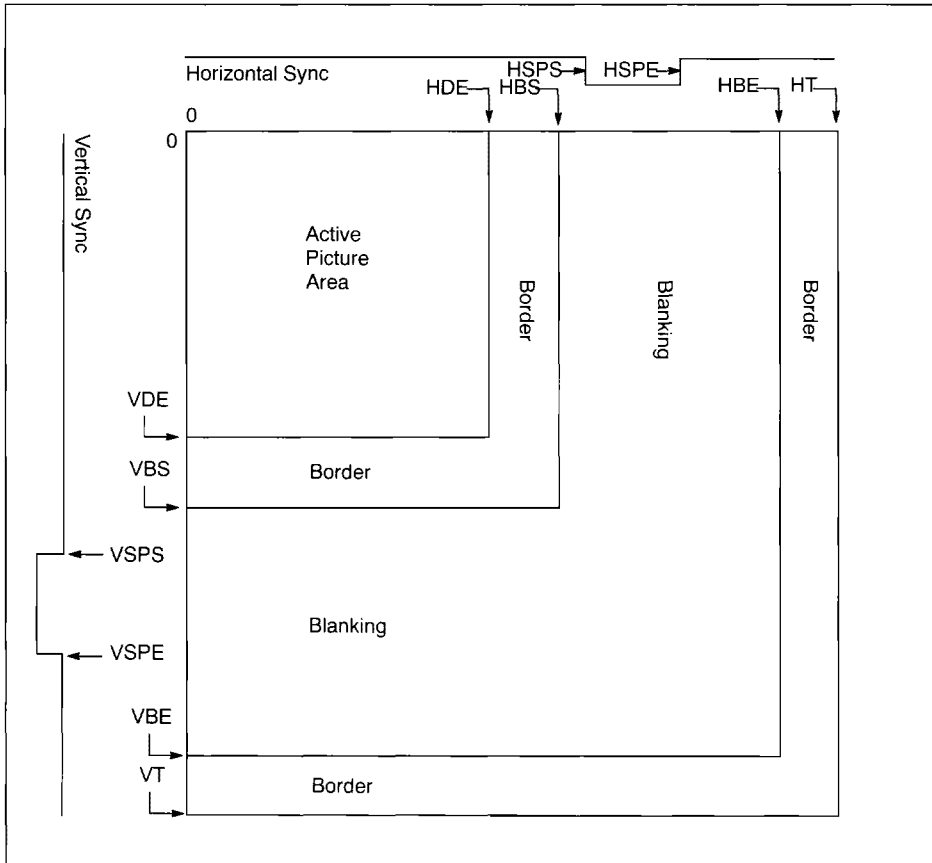 HSPS
HSPE
Horizontal Sync
HDE
HBS
HBE
HT
0
0
Vertical Sync
Active
Picture
Area
Border
Blanking
Border
VDE
VBS
Border
VSPS
VSPE
Blanking
VBE
VT
Border